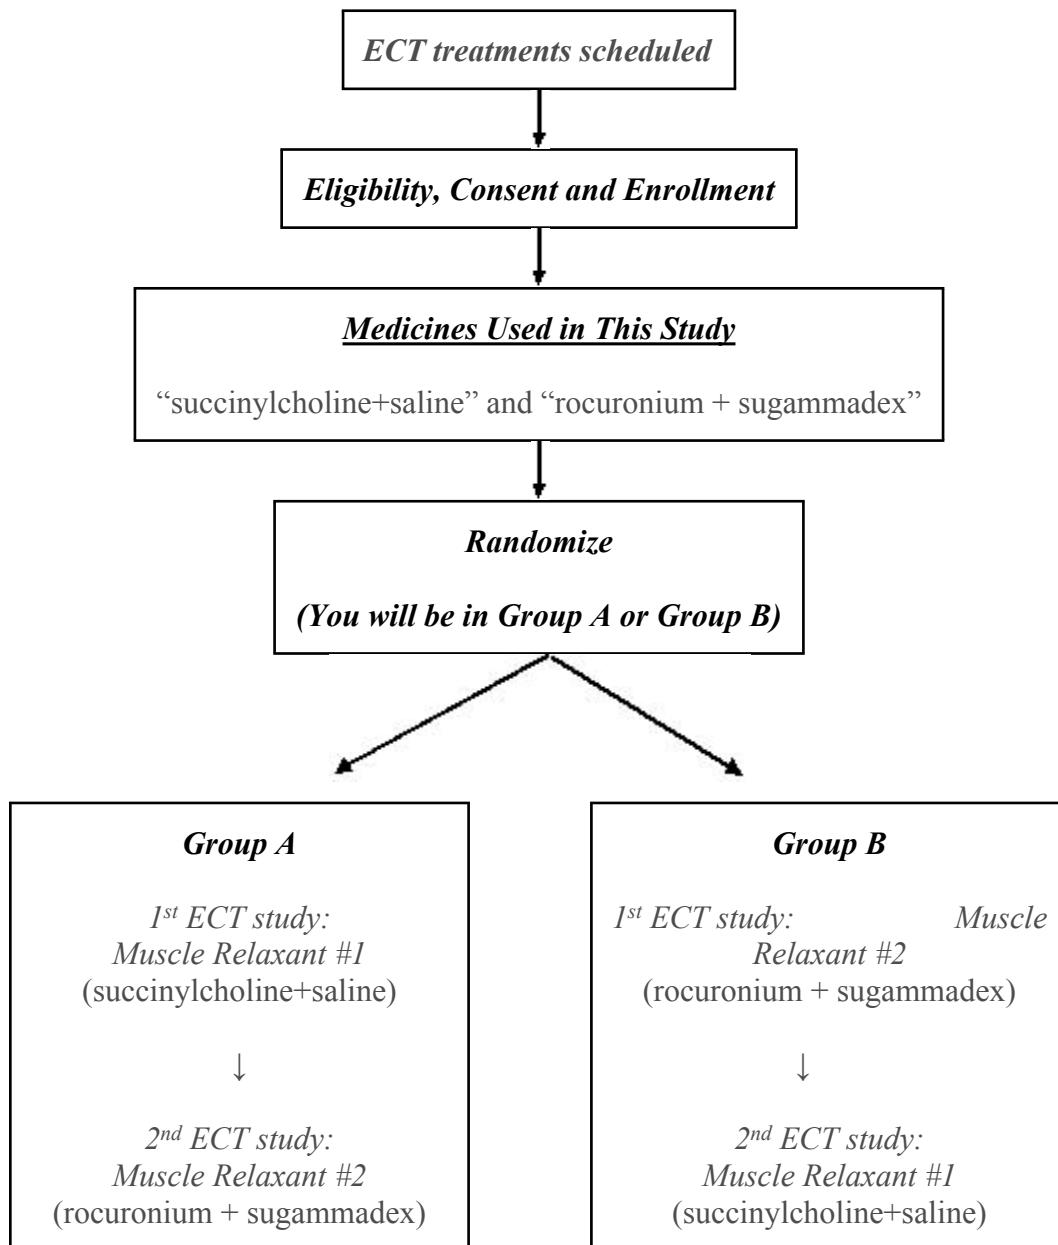 ECT treatments scheduled
Eligibility, Consent and Enrollment
Medicines Used in This Study
“succinylcholine+saline” and “rocuronium + sugammadex”
Randomize
(You will be in Group A or Group B)
Group A
1st ECT study:
Muscle Relaxant #1
(succinylcholine+saline)
↓
2nd ECT study:
Muscle Relaxant #2
(rocuronium + sugammadex)
Group B
1st ECT study: Muscle
Relaxant #2
(rocuronium + sugammadex)
↓
2nd ECT study:
Muscle Relaxant #1
(succinylcholine+saline)